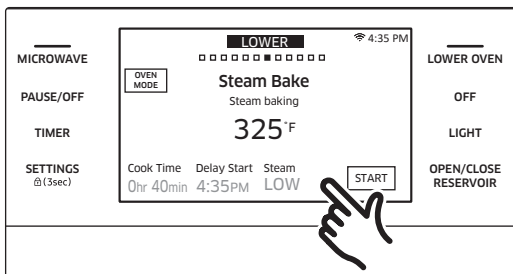 MICROWAVE
PAUSE/OFF
TIMER
SETTINGS
(3sec)
LOWER
4:35 PM
OVEN
MODE
Steam Bake
Steam baking
325°F
Cook Time Delay Start Steam
0hr 40min 4:35PM LOW
START
LOWER OVEN
OFF
LIGHT
OPEN/CLOSE
RESERVOIR